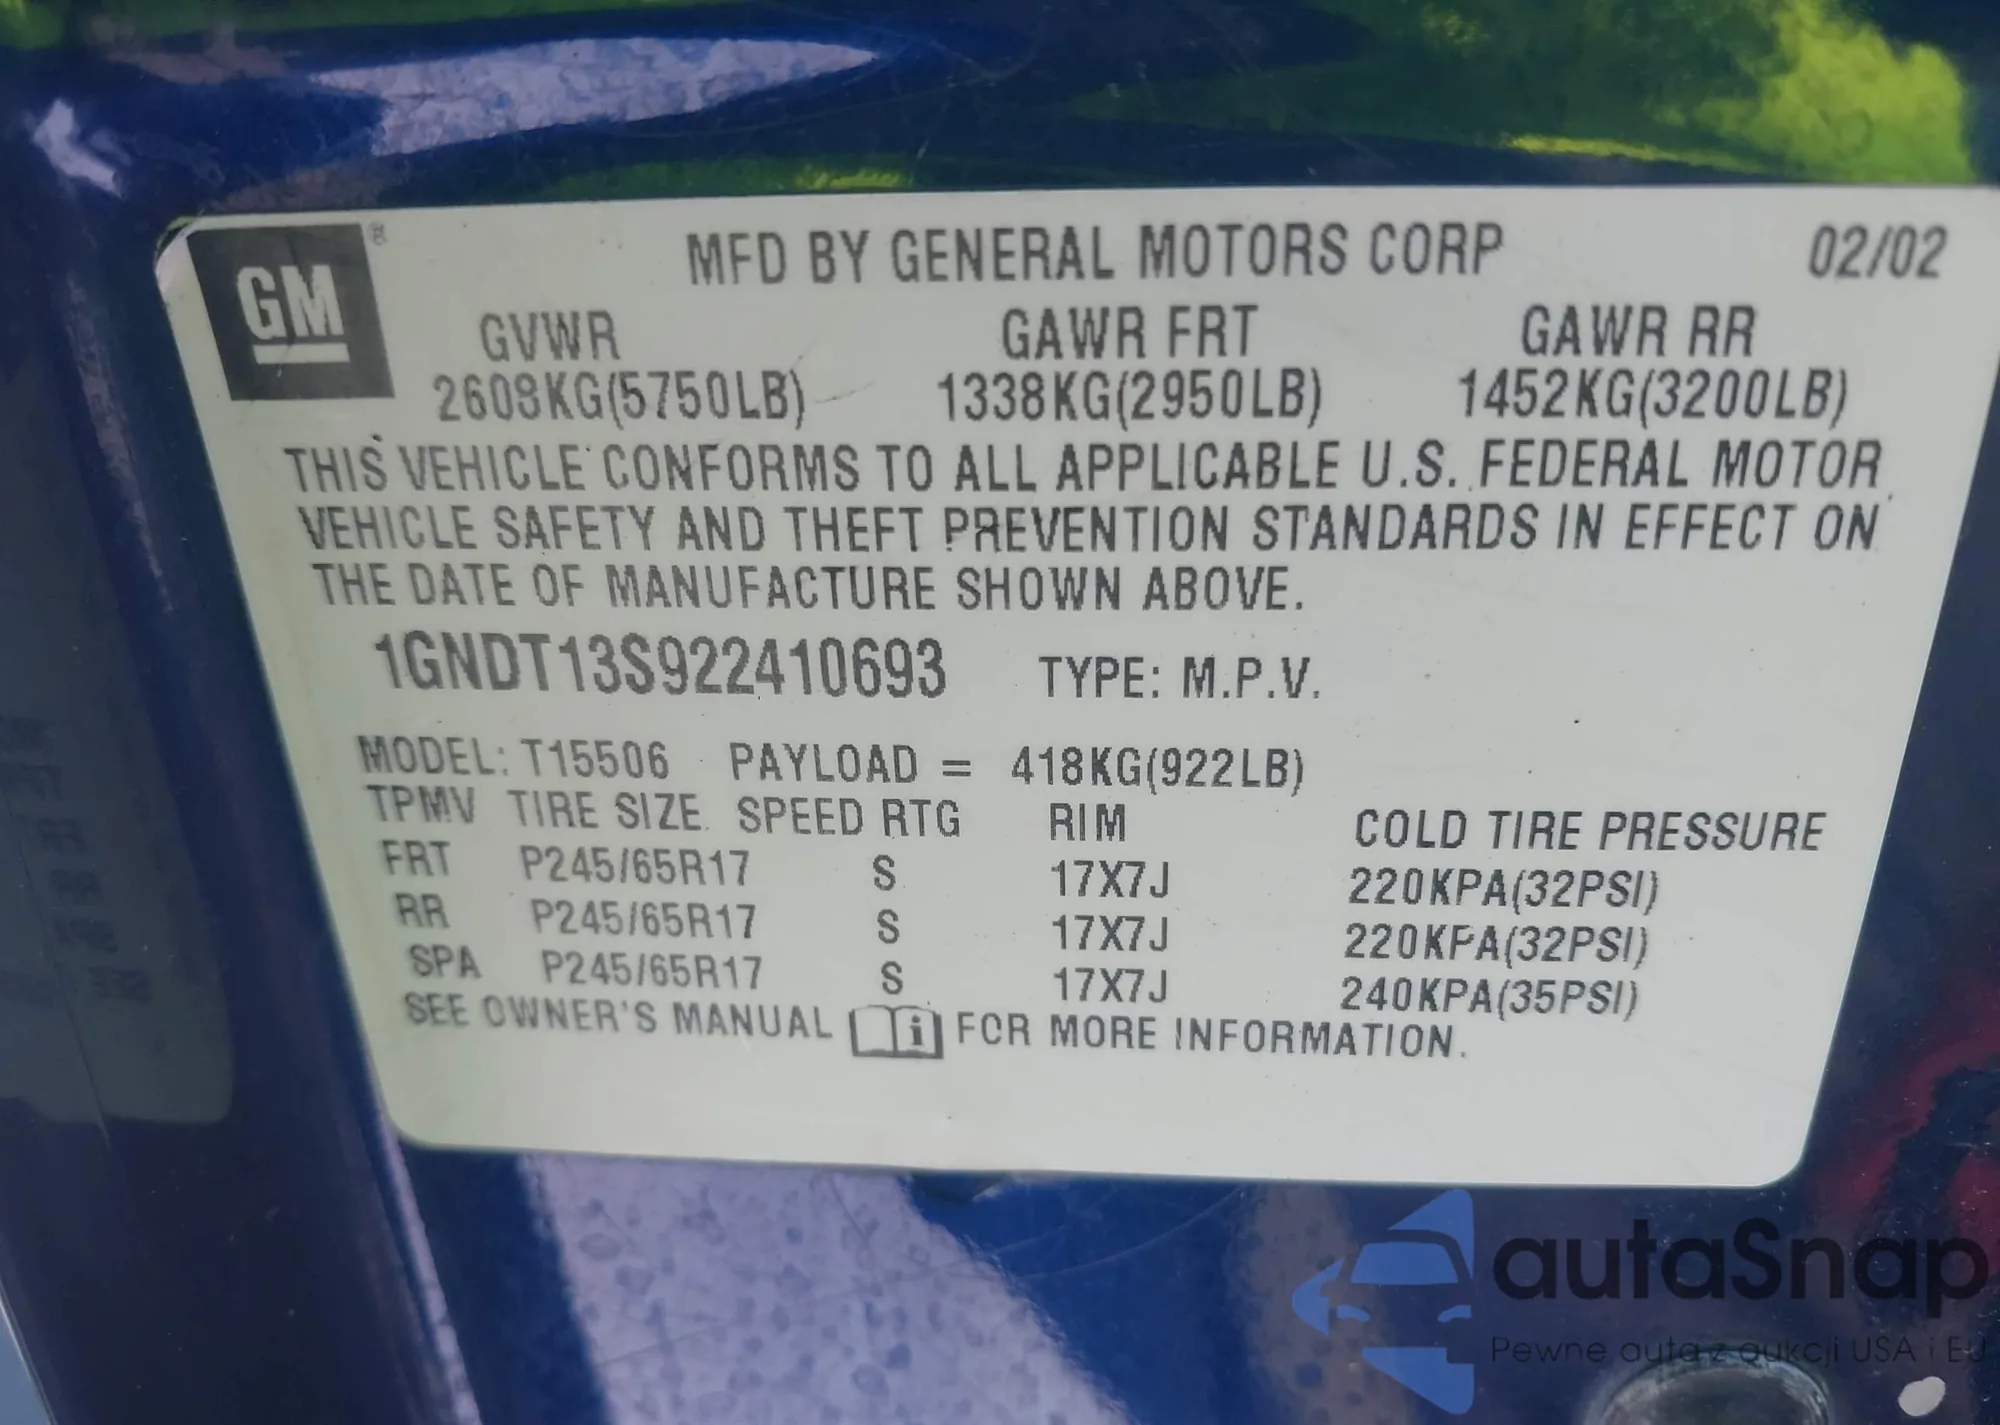 GM ® MFD BY GENERAL MOTORS CORP 02/02
GVWR GAWR FRT GAWR RR
2608KG(5750LB) 1338KG(2950LB) 1452KG(3200LB)
THIS VEHICLE CONFORMS TO ALL APPLICABLE U.S. FEDERAL MOTOR
VEHICLE SAFETY AND THEFT PREVENTION STANDARDS IN EFFECT ON
THE DATE OF MANUFACTURE SHOWN ABOVE.
1GNDT13S922410693 TYPE: M.P.V.
MODEL: T15506 PAYLOAD = 418KG(922LB)
TPMV TIRE SIZE SPEED RTG RIM COLD TIRE PRESSURE
FRT P245/65R17 S 17X7J 220KPA(32PSI)
RR P245/65R17 S 17X7J 220KPA(32PSI)
SPA P245/65R17 S 17X7J 240KPA(35PSI)
SEE OWNER'S MANUAL i FOR MORE INFORMATION.
autaSnap
Pewne auta z aukcji USA i EU